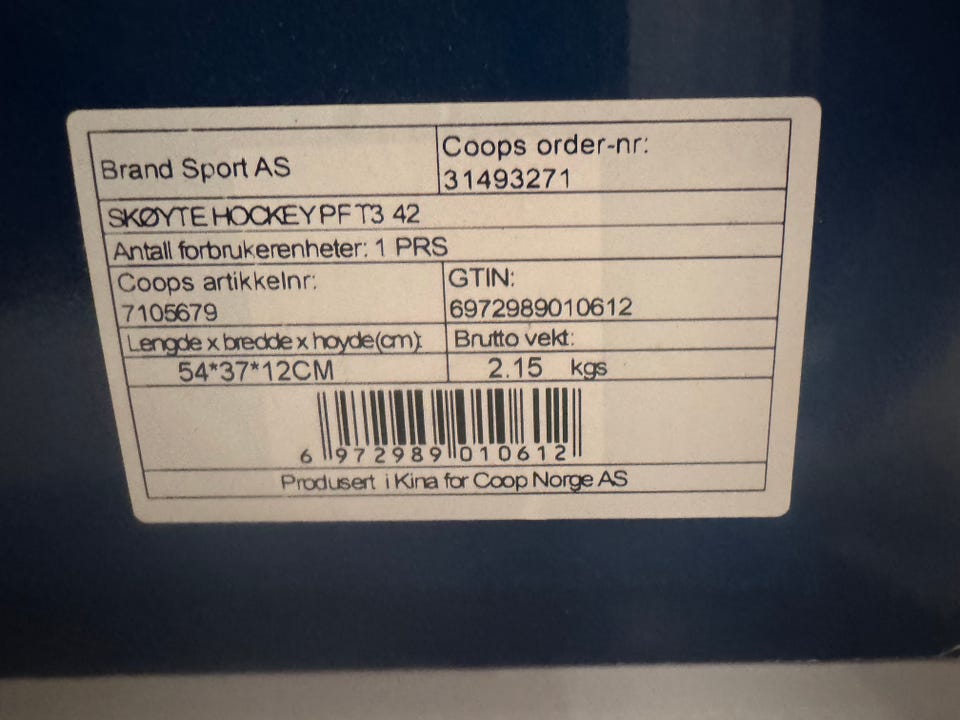 Brand Sport AS
Coops order-nr:
31493271
SKØYTE HOCKEY PF T3 42
Antall forbrukerenheter: 1 PRS
Coops artikkelnr:
7105679
GTIN:
6972989010612
Lengde x bredde x hoyde(cm):
54*37*12CM
Brutto vekt:
2.15 kgs
6 972989 010612
Produsert i Kina for Coop Norge AS